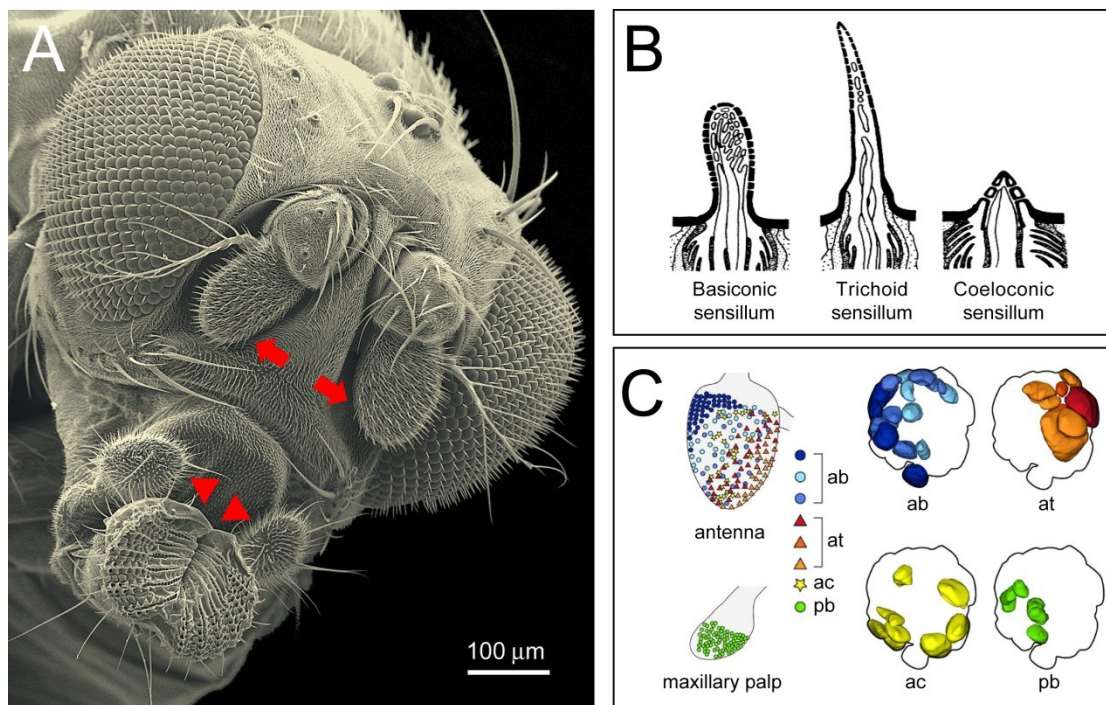 A
100 µm
B
Basiconic
sensillum
Trichoid
sensillum
Coeloconic
sensillum
C
antenna
maxillary palp
ab
at
ac
pb
ab
at
ac
pb